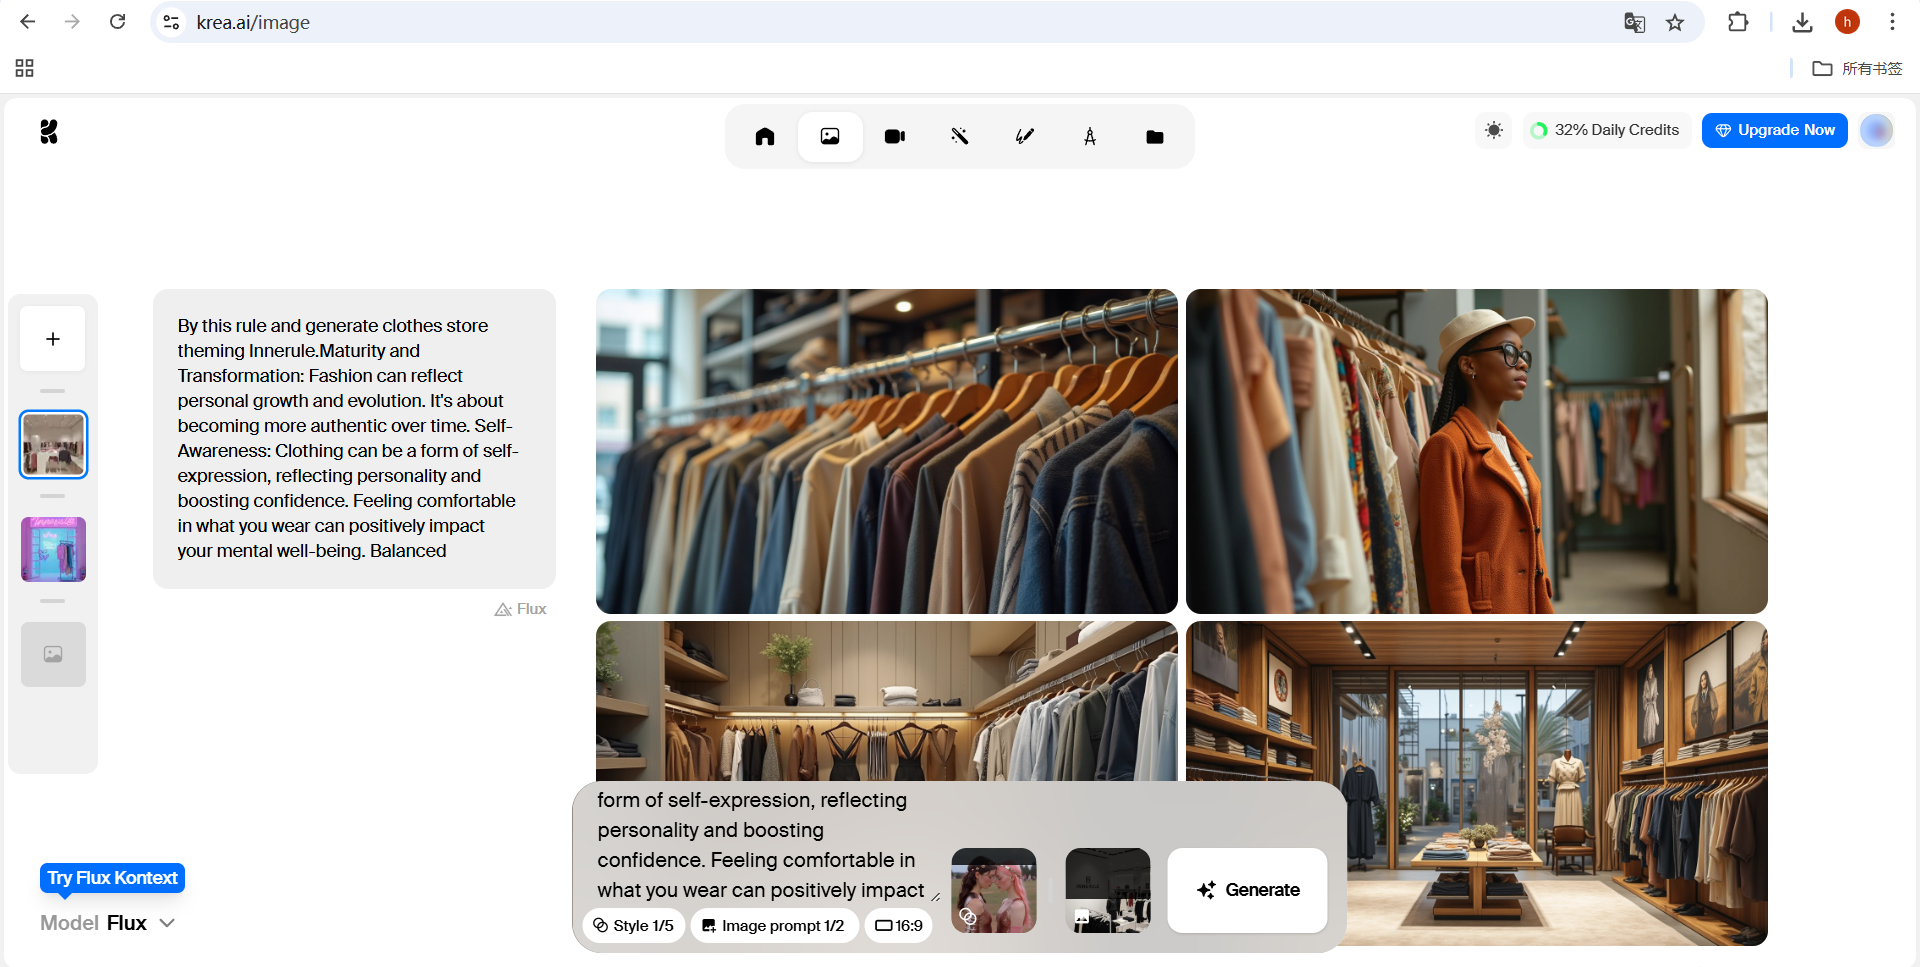 krea.ai/image
h
所有书签
32% Daily Credits
Upgrade Now
By this rule and generate clothes store
theming Innerule.Maturity and
Transformation: Fashion can reflect
personal growth and evolution. It's about
becoming more authentic over time. Self-
Awareness: Clothing can be a form of self-
expression, reflecting personality and
boosting confidence. Feeling comfortable
in what you wear can positively impact
your mental well-being. Balanced
Flux
form of self-expression, reflecting
personality and boosting
confidence. Feeling comfortable in
what you wear can positively impact
Style 1/5
Image prompt 1/2
16:9
Generate
Try Flux Kontext
Model Flux